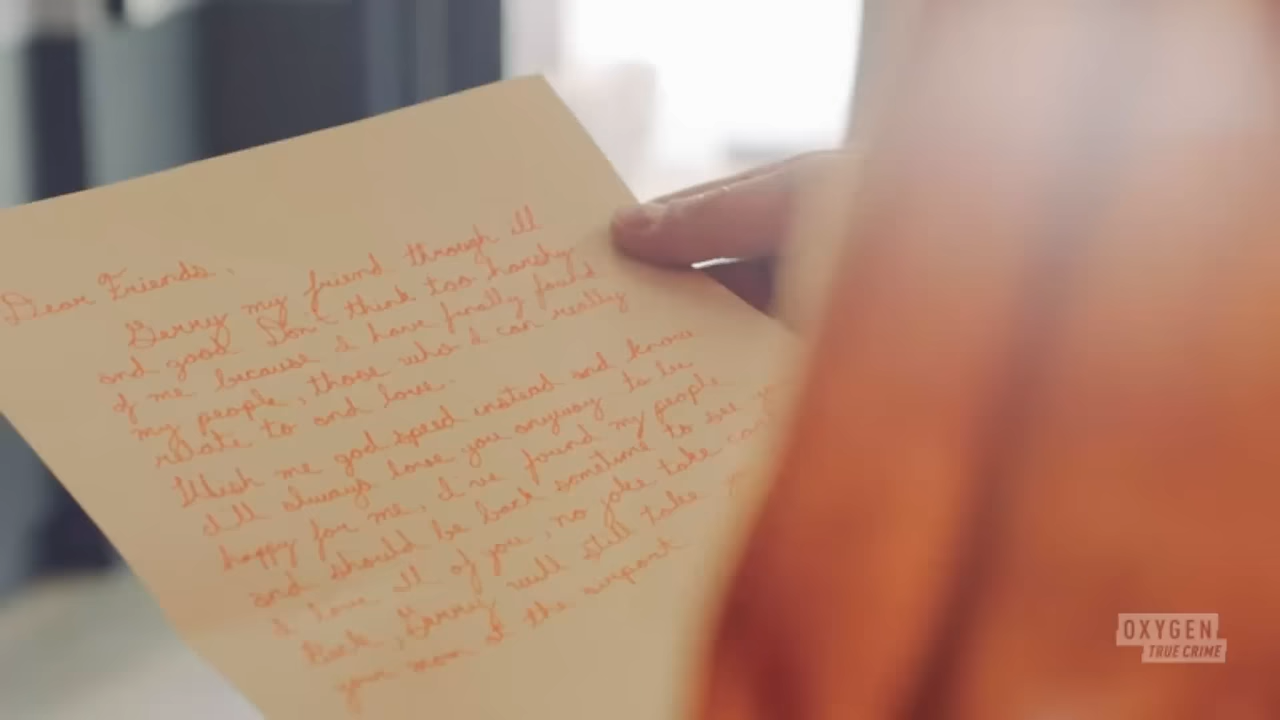 Dear Friends,
Gerry my friend through ill
and good Don't think too harshly
of me because I have finally found
my people, those who I can really
relate to and love.
Wish me god speed instead and know
I'll always love you anyway to be
happy for me, I've found my people
and should be back sometime to see
I love all of you, no joke take
Back, Gerry will still take
your mom at the airport
OXYGEN
TRUE CRIME